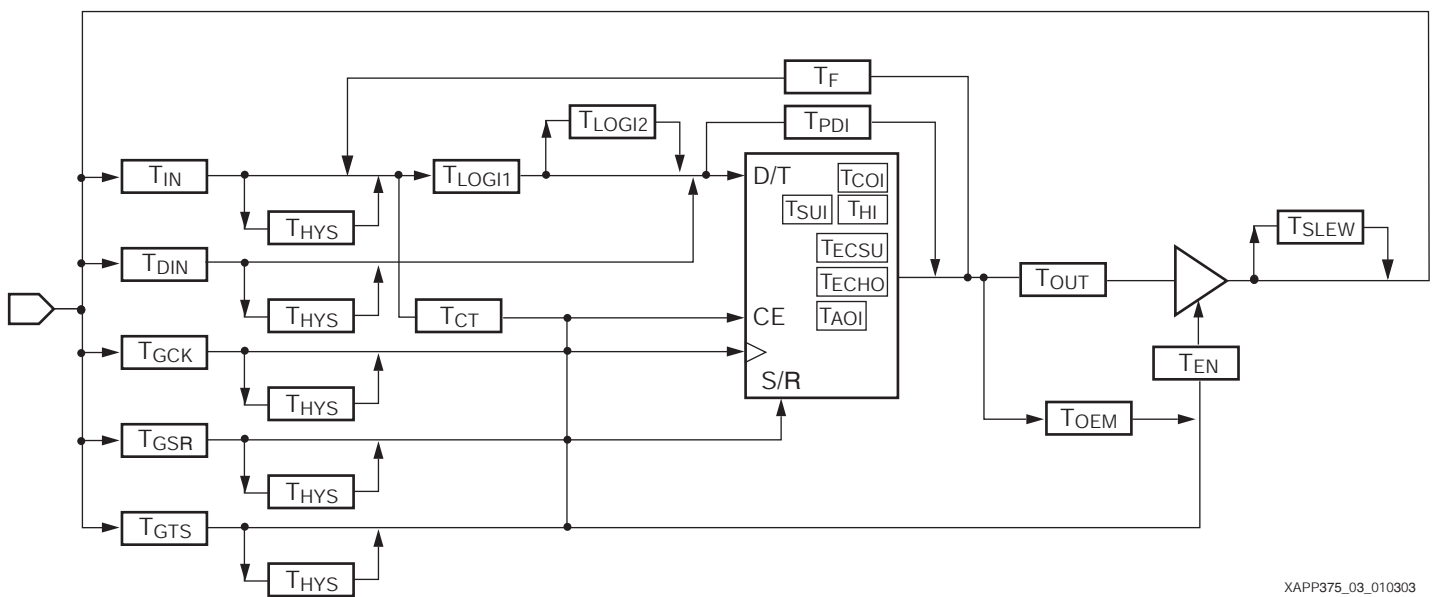 TF
TLOGI2
TPDI
TIN
TLOGI1
D/T
TCOI
THYS
TSUI
THI
TSLEW
TDIN
TECSU
TOUT
THYS
TCT
CE
TECHO
TAOI
TGCK
TEN
THYS
S/R
TOEM
TGSR
THYS
TGTS
THYS
XAPP375_03_010303